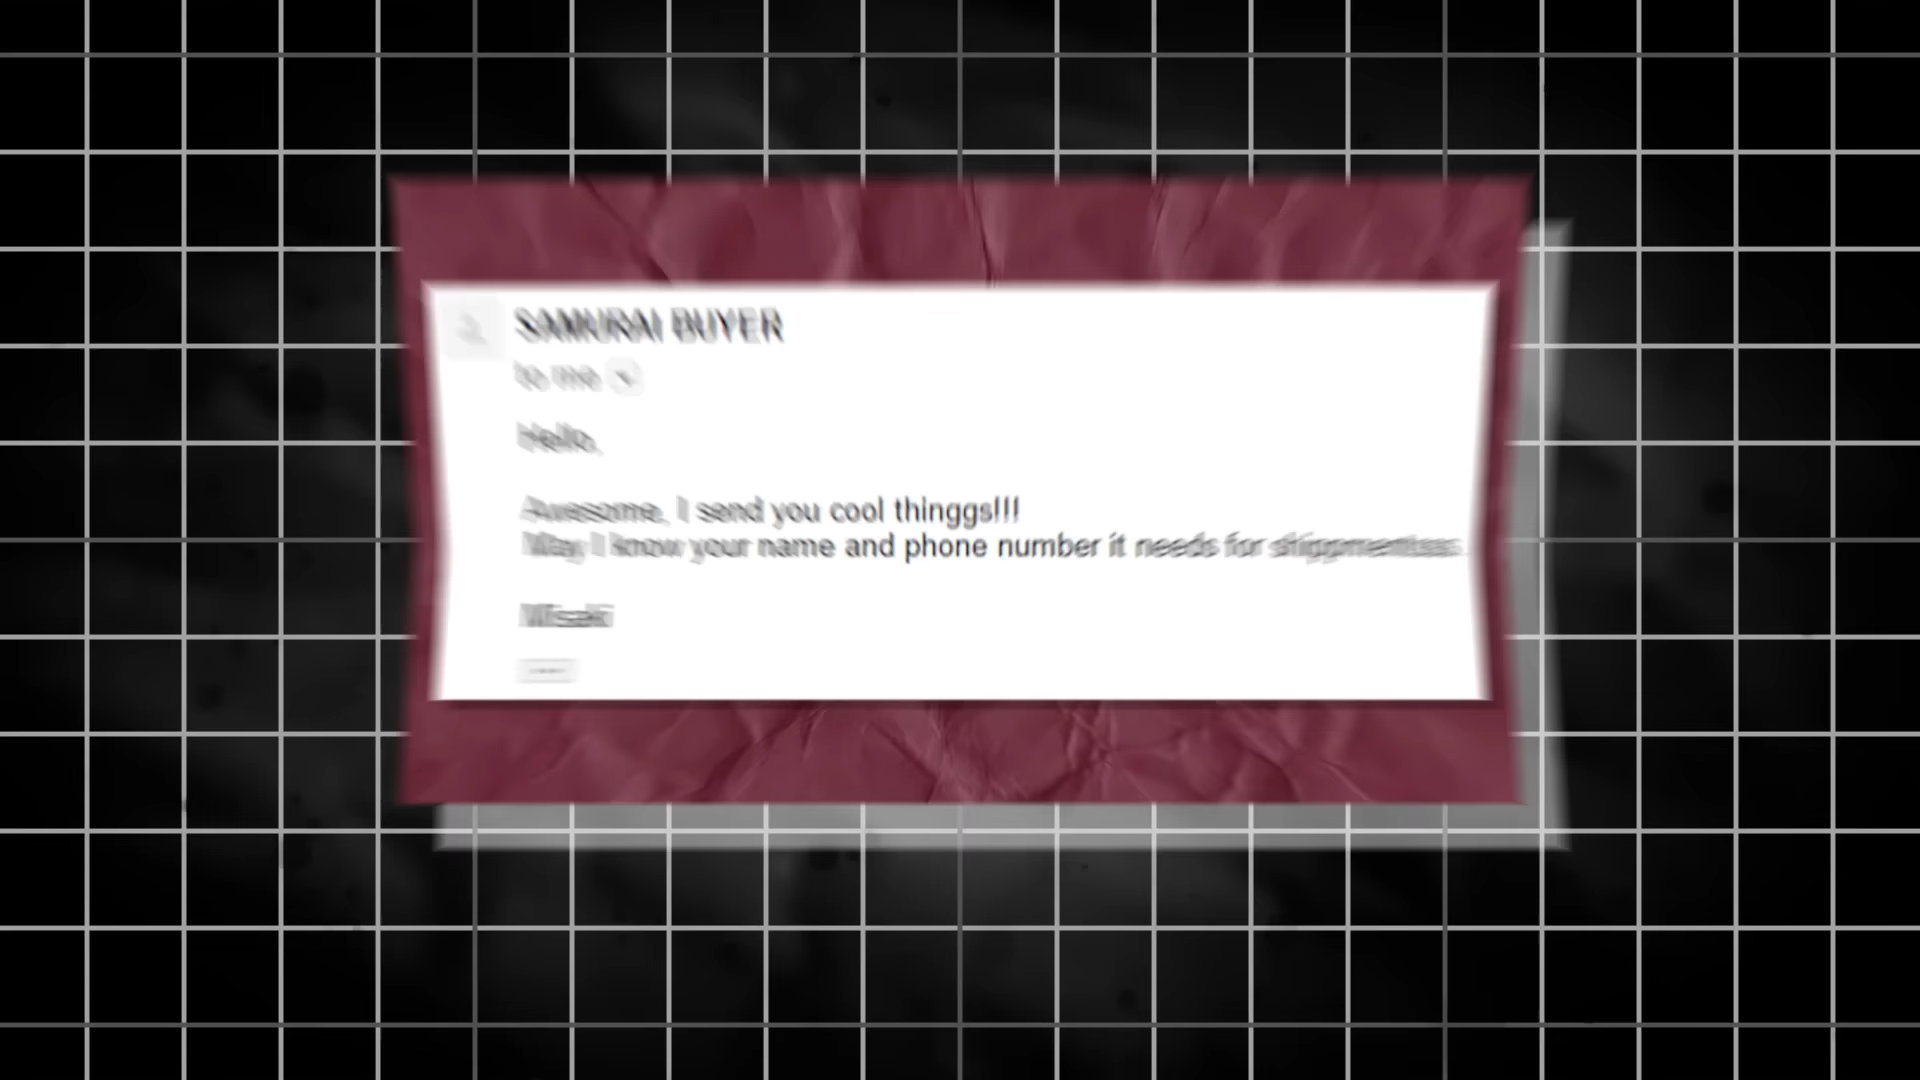 SAMURAI BUYER
to me
Hello,
Awesome, I send you cool thinggs!!!
May I know your name and phone number it needs for shippmentsss.
Misaki